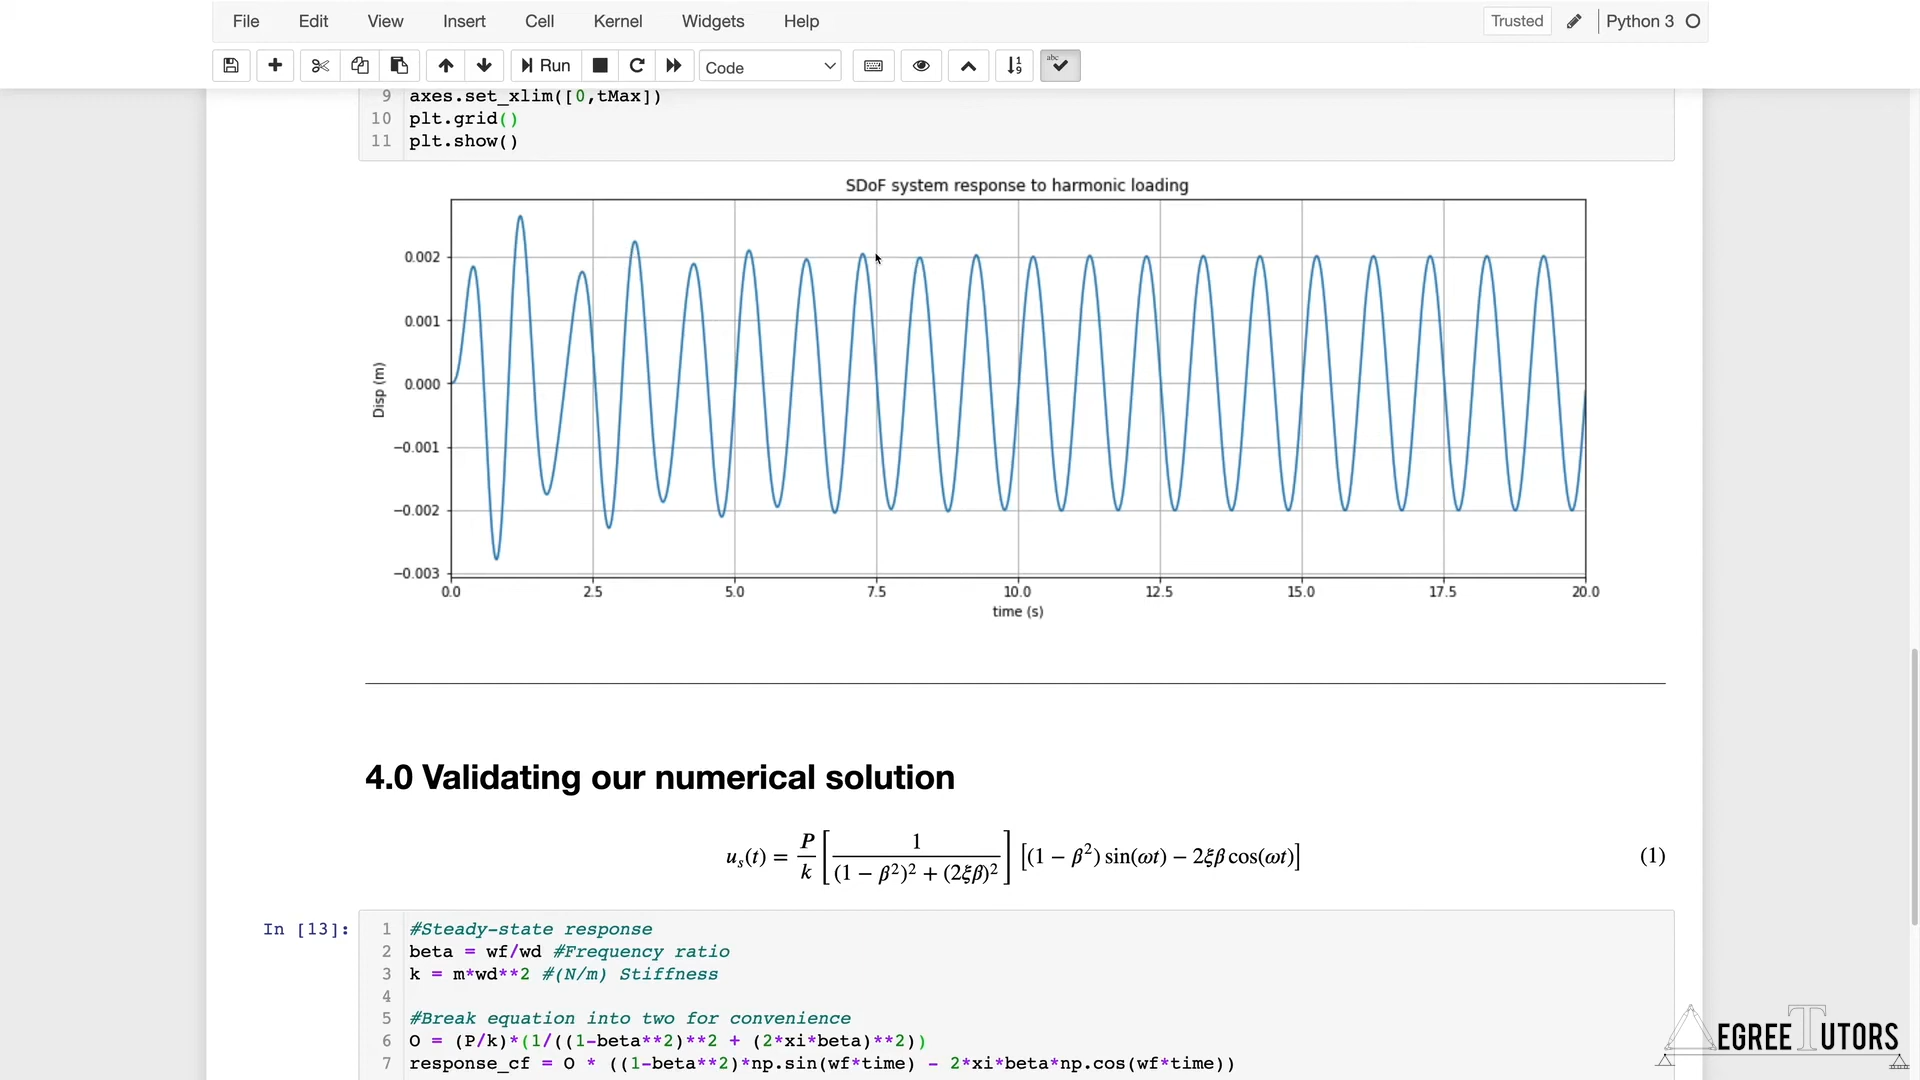 File Edit View Insert Cell Kernel Widgets Help Trusted Python 3
Run Code
9 axes.set_xlim([0,tMax])
10 plt.grid()
11 plt.show()
SDoF system response to harmonic loading
0.002
0.001
0.000
−0.001
−0.002
−0.003
Disp (m)
0.0 2.5 5.0 7.5 10.0 12.5 15.0 17.5 20.0
time (s)
4.0 Validating our numerical solution
u_s(t) = P/k [1/((1 − β²)² + (2ξβ)²)] [(1 − β²) sin(ωt) − 2ξβ cos(ωt)] (1)
In [13]:
1 #Steady-state response
2 beta = wf/wd #Frequency ratio
3 k = m*wd**2 #(N/m) Stiffness
4
5 #Break equation into two for convenience
6 O = (P/k)*(1/((1-beta**2)**2 + (2*xi*beta)**2))
7 response_cf = O * ((1-beta**2)*np.sin(wf*time) - 2*xi*beta*np.cos(wf*time))
DEGREE TUTORS